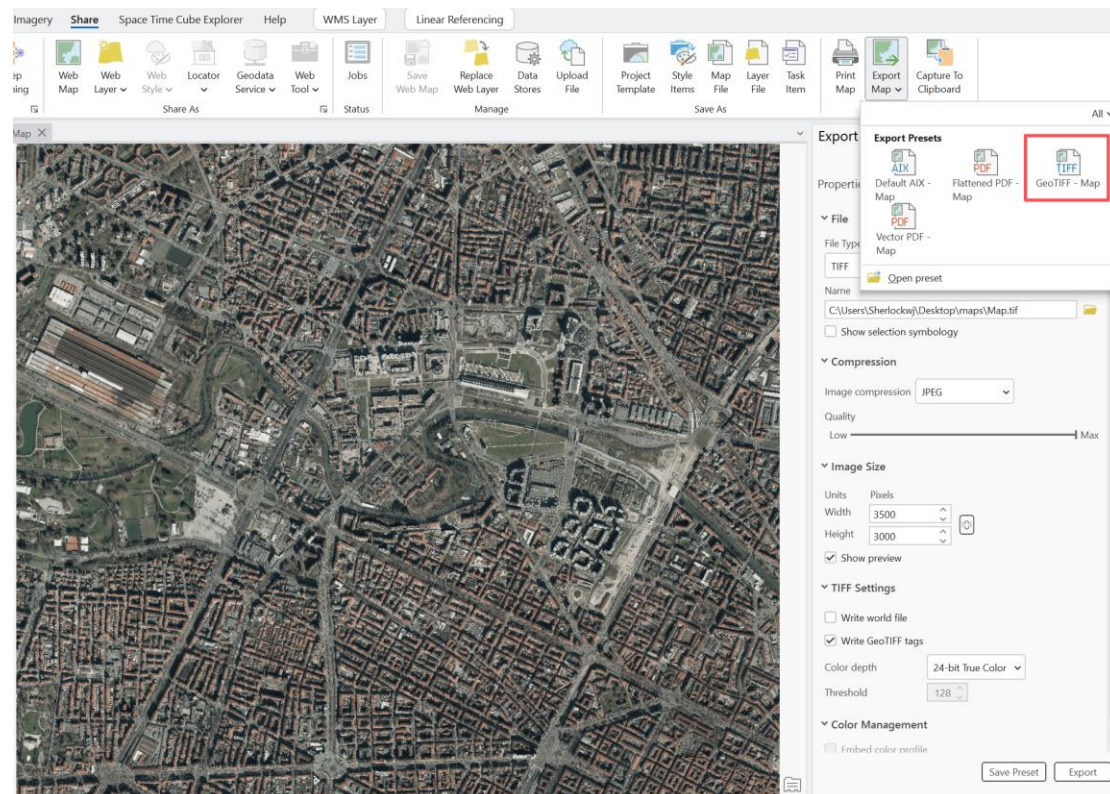 Imagery Share Space Time Cube Explorer Help WMS Layer Linear Referencing
Web Map
Web Layer
Web Style
Locator
Geodata Service
Web Tool
Jobs
Save Web Map
Replace Web Layer
Data Stores
Upload File
Project Template
Style Items
Map File
Layer File
Task Item
Print Map
Export Map
Capture To Clipboard
Share As
Status
Manage
Save As
All
Map
Export
Export Presets
AIX
Default AIX - Map
PDF
Flattened PDF - Map
TIFF
GeoTIFF - Map
PDF
Vector PDF - Map
Open preset
File
TIFF
Name
C:\Users\Sherlockwj\Desktop\maps\Map.tif
Show selection symbology
Compression
Image compression JPEG
Quality
Low Max
Image Size
Units Pixels
Width 3500
Height 3000
Show preview
TIFF Settings
Write world file
Write GeoTIFF tags
Color depth 24-bit True Color
Threshold 128
Color Management
Embed color profile
Save Preset Export